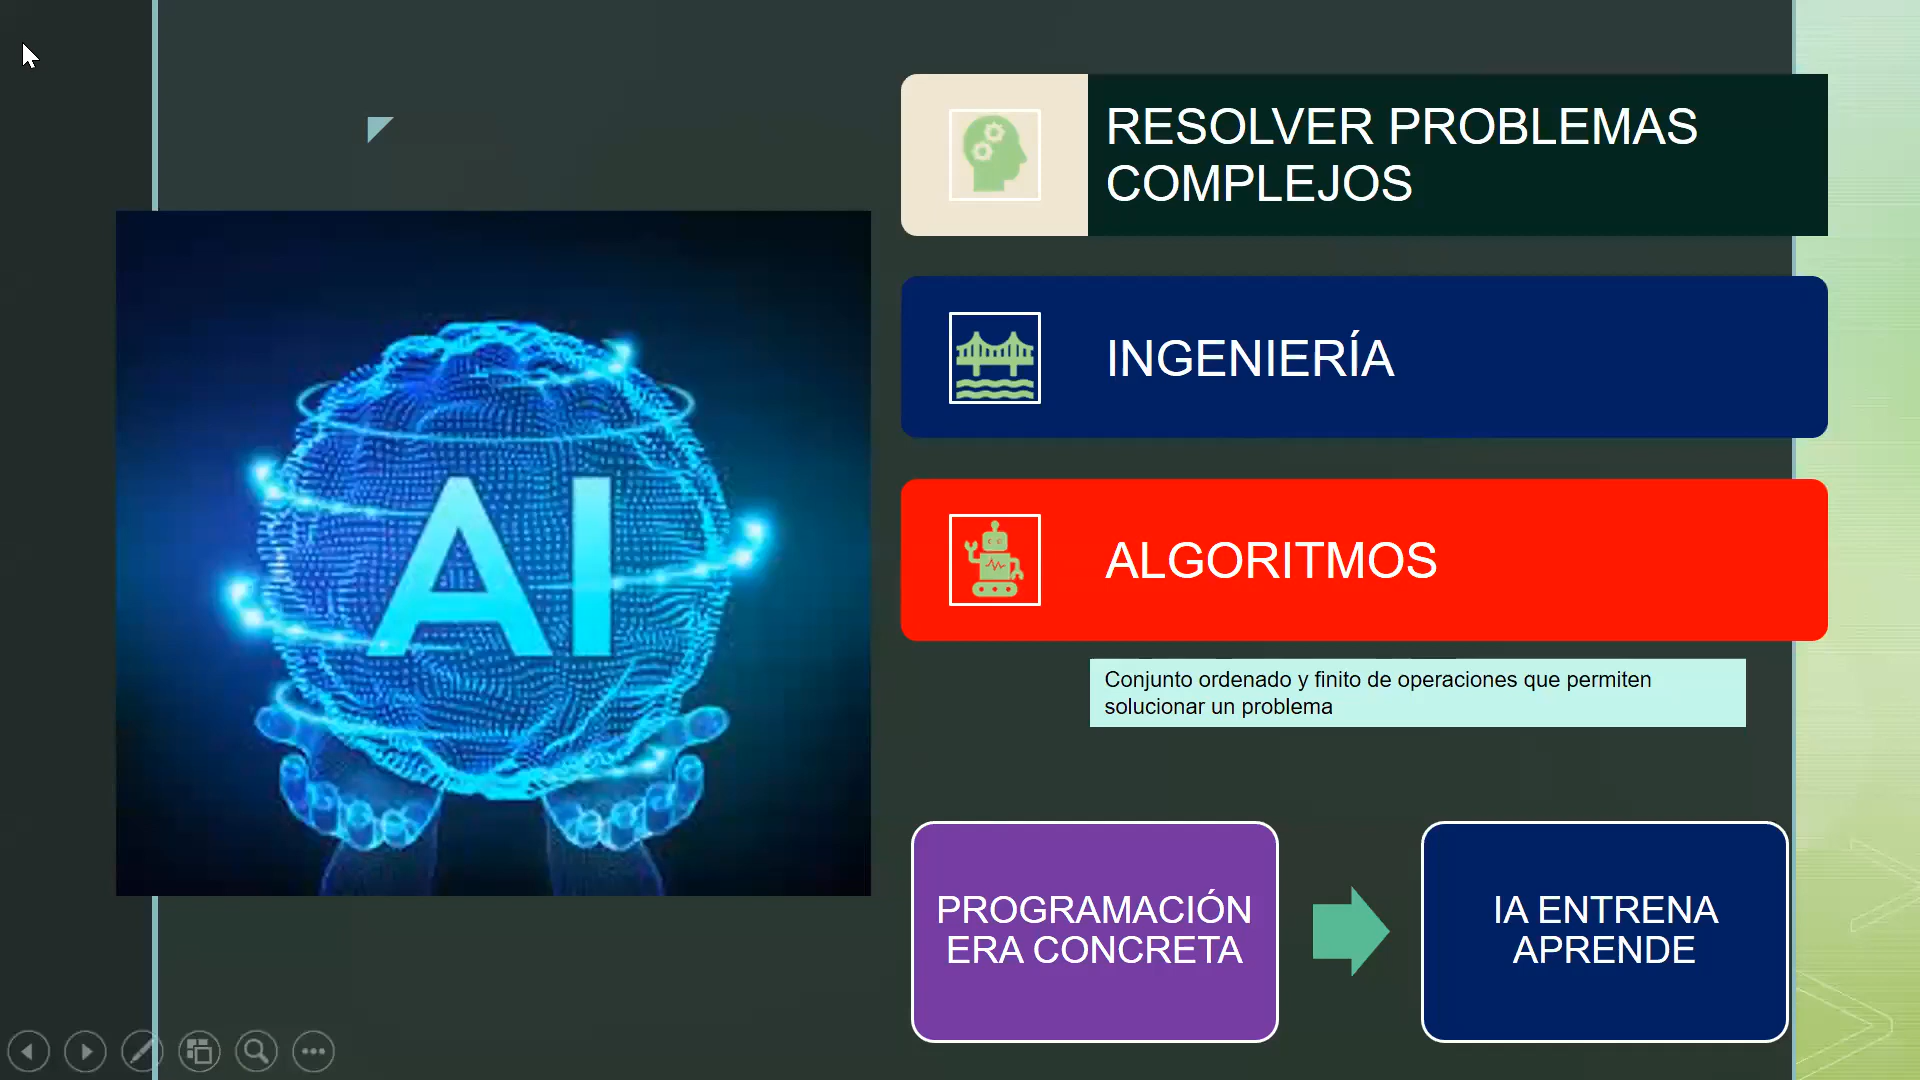 AI
RESOLVER PROBLEMAS
COMPLEJOS
INGENIERÍA
ALGORITMOS
Conjunto ordenado y finito de operaciones que permiten
solucionar un problema
PROGRAMACIÓN
ERA CONCRETA
IA ENTRENA
APRENDE